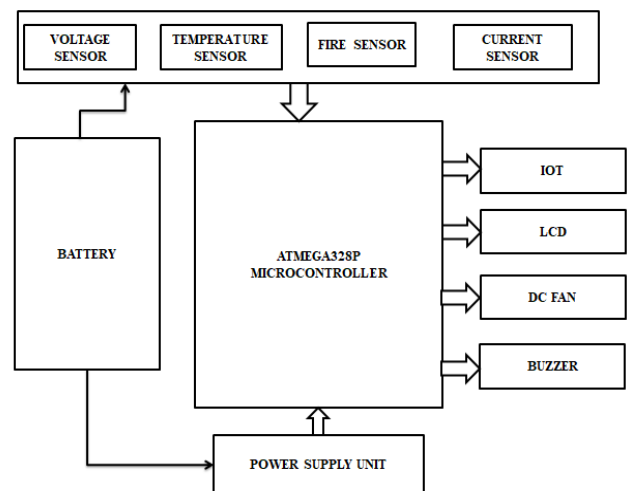 VOLTAGE
SENSOR
TEMPERATURE
SENSOR
FIRE SENSOR
CURRENT
SENSOR
BATTERY
ATMEGA328P
MICROCONTROLLER
IOT
LCD
DC FAN
BUZZER
POWER SUPPLY UNIT